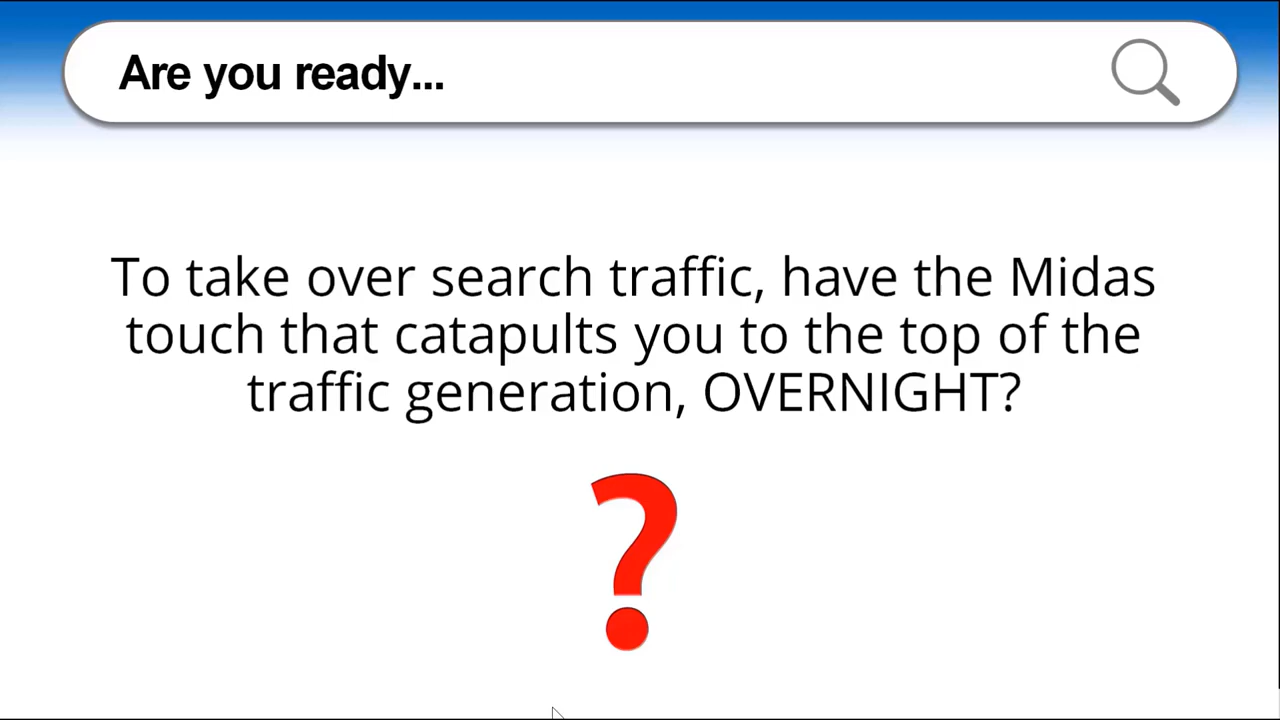 Are you ready...
To take over search traffic, have the Midas
touch that catapults you to the top of the
traffic generation, OVERNIGHT?
?